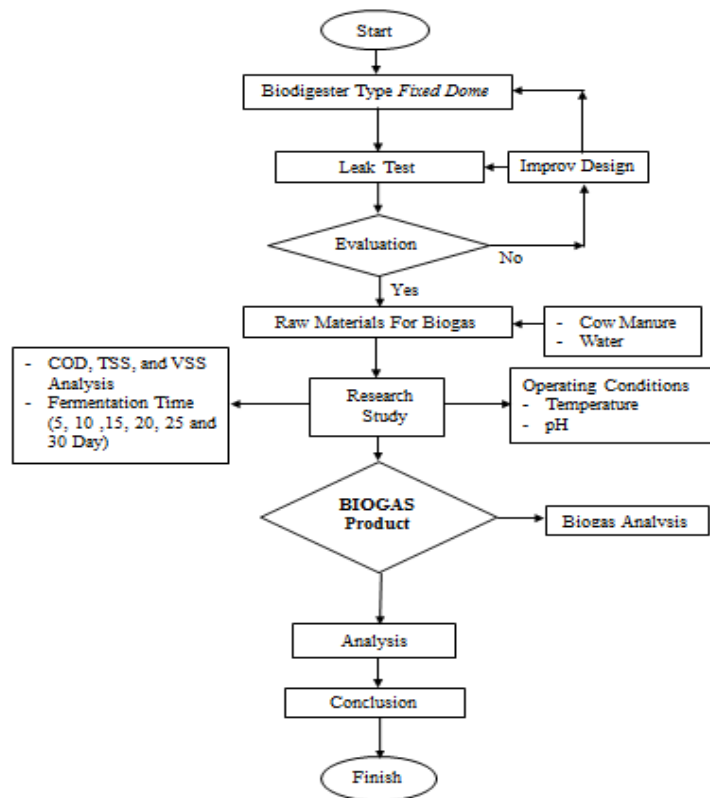 Start
Biodigester Type Fixed Dome
Leak Test
Improv Design
Evaluation
No
Yes
Raw Materials For Biogas
- Cow Manure
- Water
- COD, TSS, and VSS
Analysis
- Fermentation Time
(5, 10 ,15, 20, 25 and
30 Day)
Research
Study
Operating Conditions
- Temperature
- pH
BIOGAS
Product
Biogas Analysis
Analysis
Conclusion
Finish